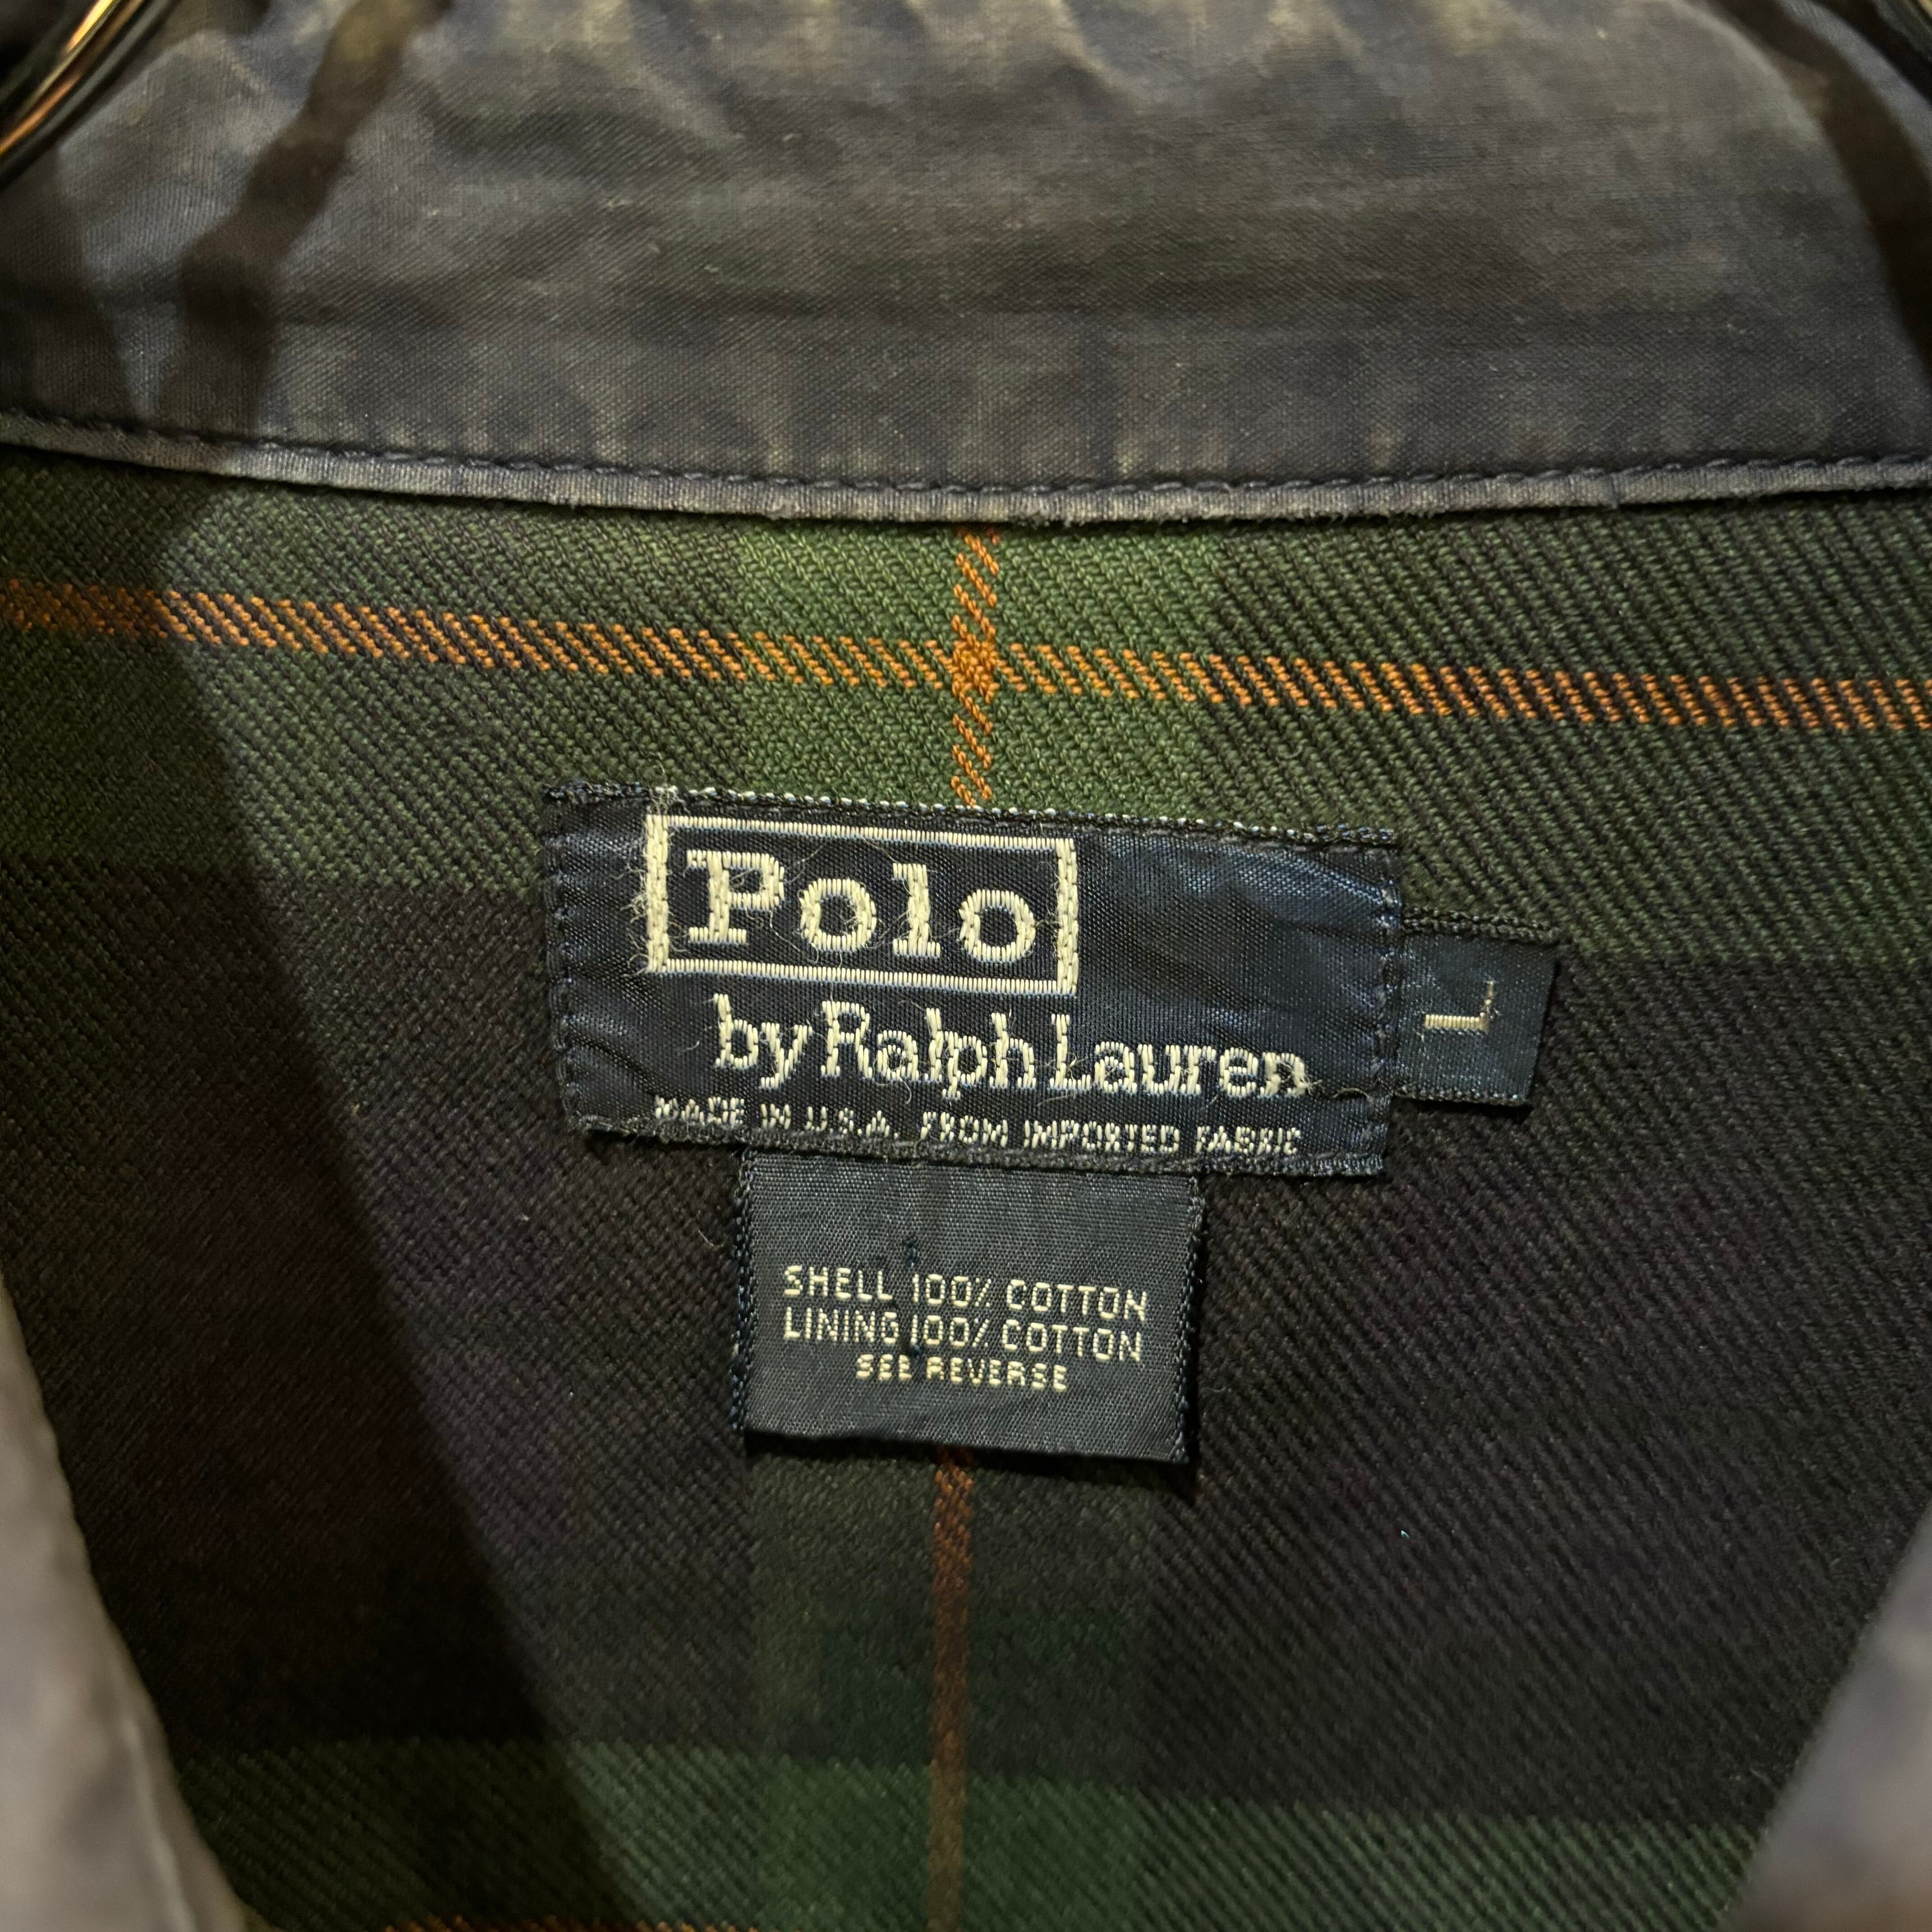 Polo
by Ralph Lauren
L
MADE IN U.S.A. FROM IMPORTED FABRIC
SHELL 100% COTTON
LINING 100% COTTON
SEE REVERSE